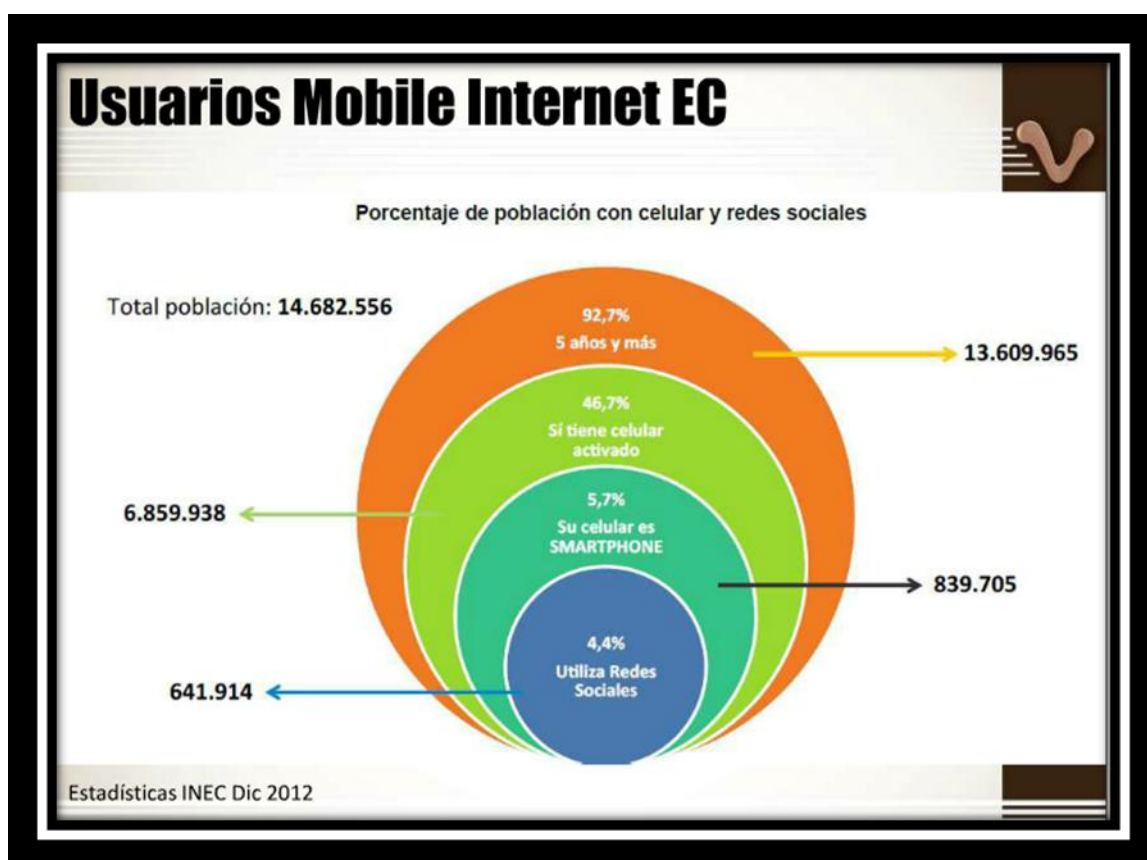 Usuarios Mobile Internet EC
Porcentaje de población con celular y redes sociales
Total población: 14.682.556
92,7%
5 años y más
13.609.965
46,7%
Sí tiene celular
activado
6.859.938
5,7%
Su celular es
SMARTPHONE
839.705
4,4%
Utiliza Redes
Sociales
641.914
Estadísticas INEC Dic 2012